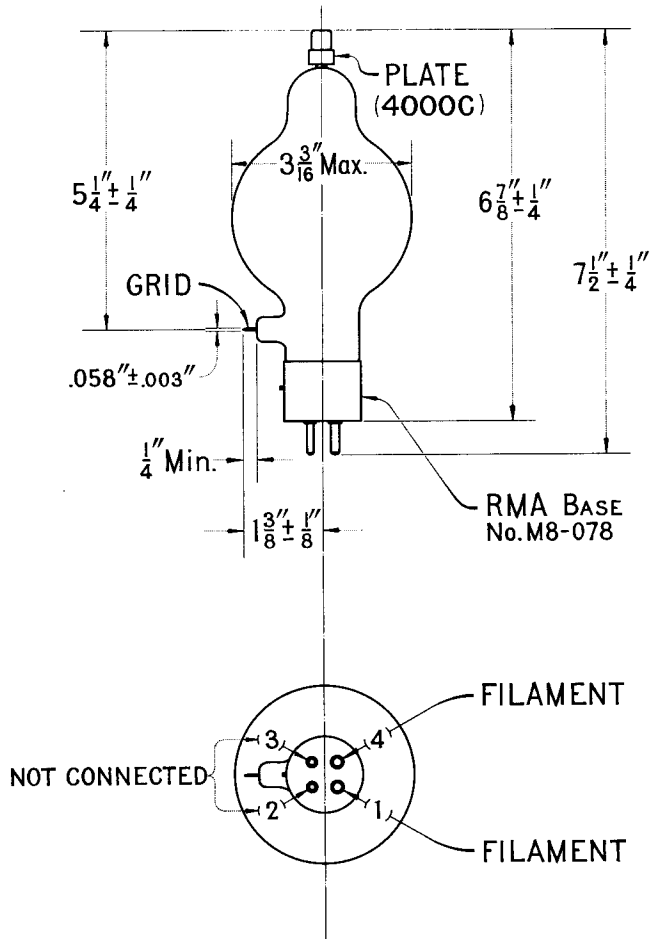 PLATE
(4000C)
3 3/16" Max.
5 1/4" ± 1/4"
6 7/8" ± 1/4"
7 1/2" ± 1/4"
GRID
.058" ± .003"
1/4" Min.
1 3/8" ± 1/8"
RMA BASE
No. M8-078
FILAMENT
3
4
NOT CONNECTED
2
1
FILAMENT